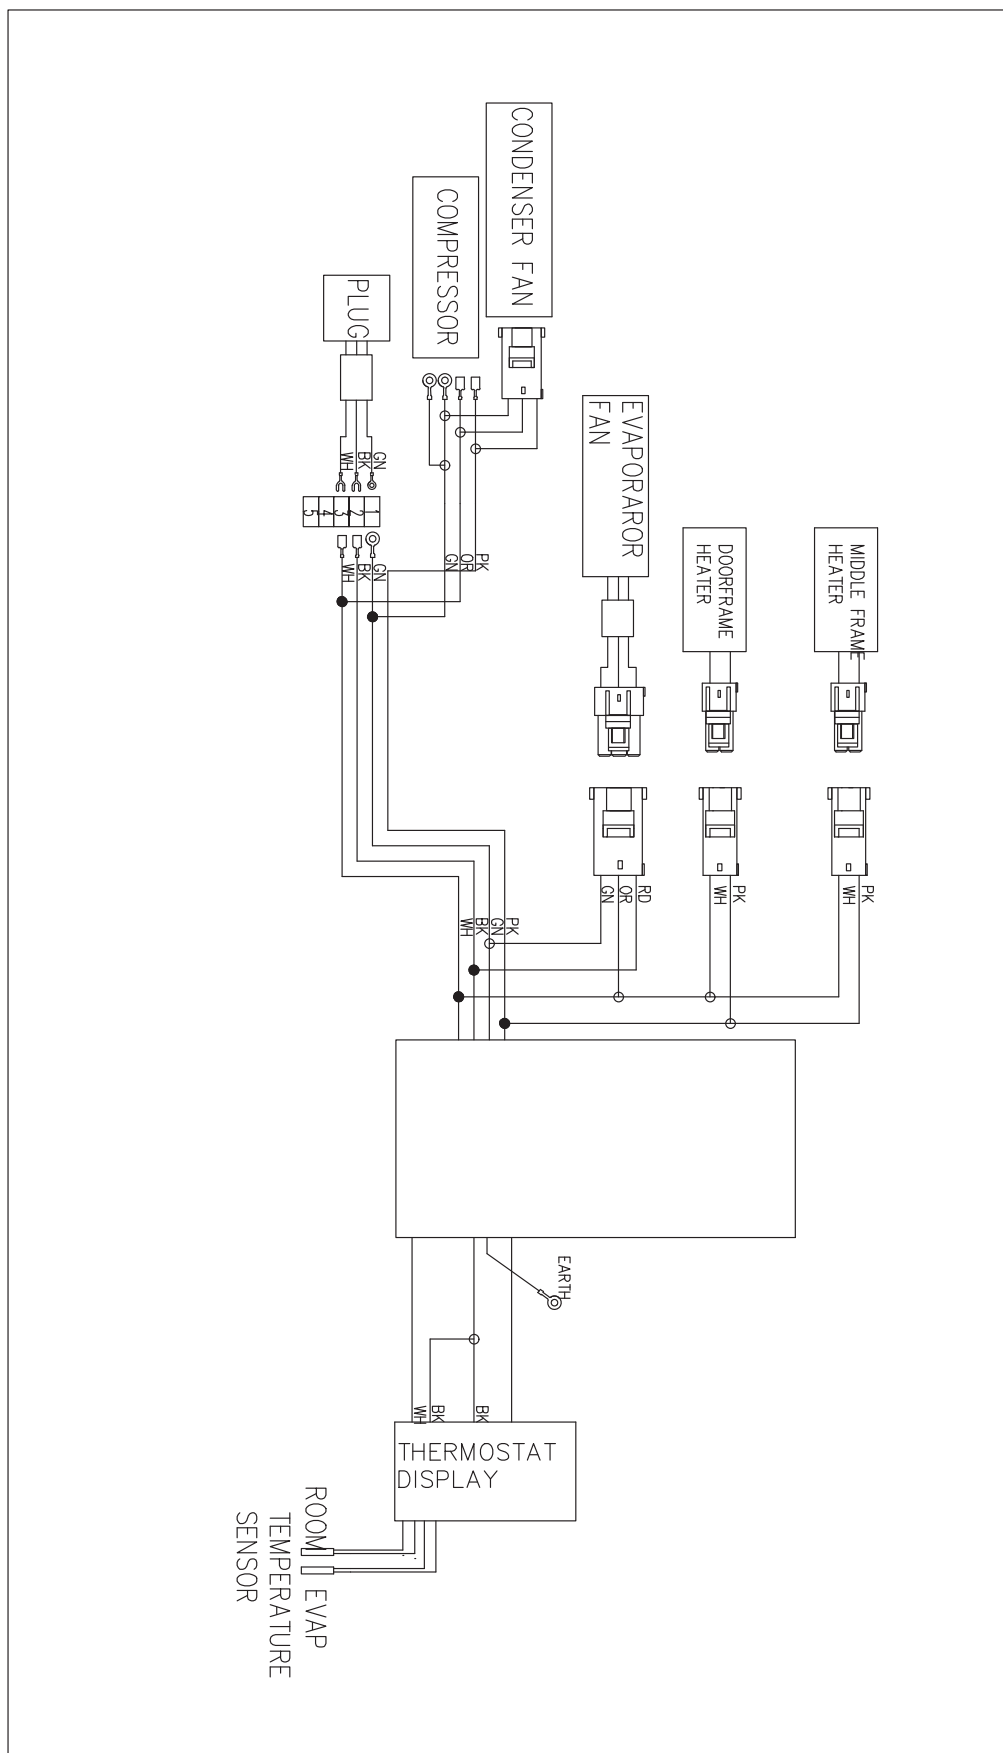 CONDENSER FAN
COMPRESSOR
PLUG
GN
BK
WH
1
2
3
4
5
GN
BK
WH
PK
OR
GN
EVAPORAROR
FAN
DOORFRAME
HEATER
MIDDLE FRAME
HEATER
RD
OR
GN
PK
WH
PK
WH
PK
GN
BK
WH
EARTH
WH
BK
BK
THERMOSTAT
DISPLAY
ROOM EVAP
TEMPERATURE
SENSOR